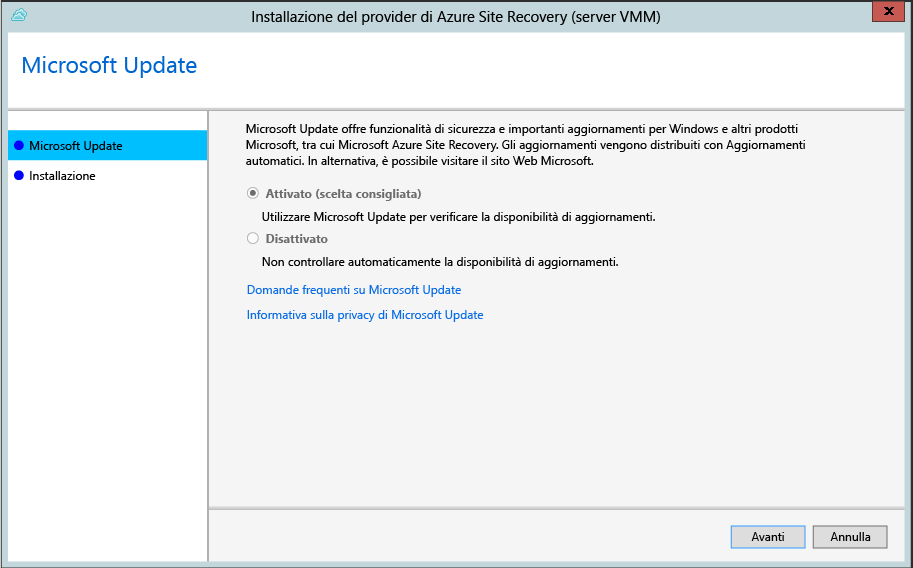 Installazione del provider di Azure Site Recovery (server VMM)
Microsoft Update
Microsoft Update
Installazione
Microsoft Update offre funzionalità di sicurezza e importanti aggiornamenti per Windows e altri prodotti
Microsoft, tra cui Microsoft Azure Site Recovery. Gli aggiornamenti vengono distribuiti con Aggiornamenti
automatici. In alternativa, è possibile visitare il sito Web Microsoft.
Attivato (scelta consigliata)
Utilizzare Microsoft Update per verificare la disponibilità di aggiornamenti.
Disattivato
Non controllare automaticamente la disponibilità di aggiornamenti.
Domande frequenti su Microsoft Update
Informativa sulla privacy di Microsoft Update
Avanti
Annulla